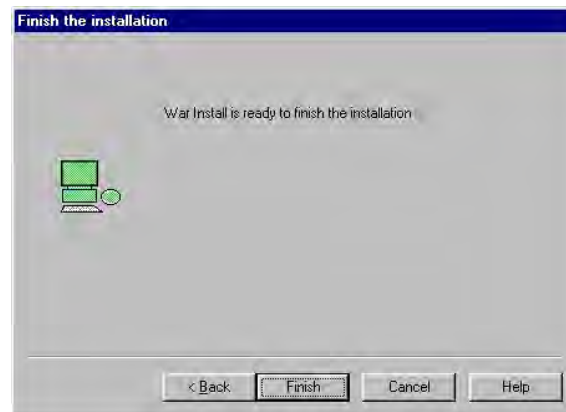 Finish the installation
War Install is ready to finish the installation
< Back
Finish
Cancel
Help